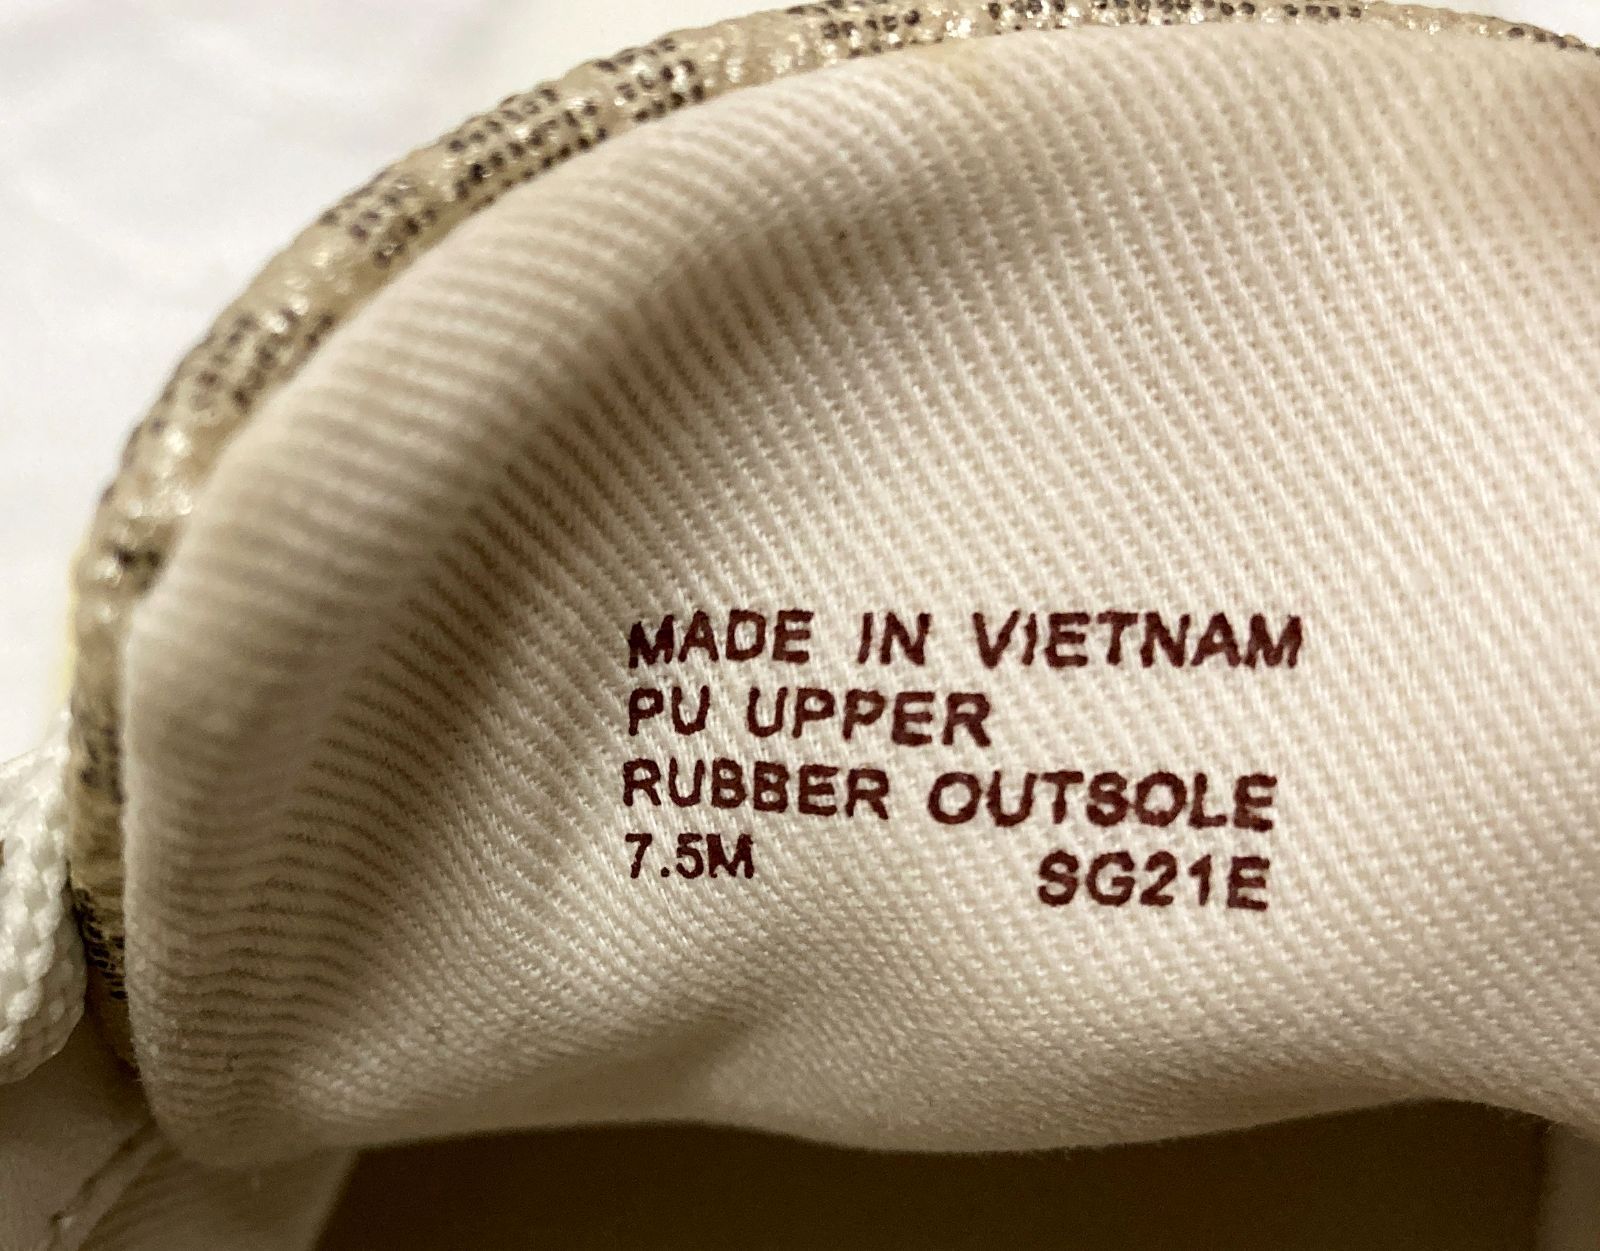 MADE IN VIETNAM
PU UPPER
RUBBER OUTSOLE
7.5M SG21E